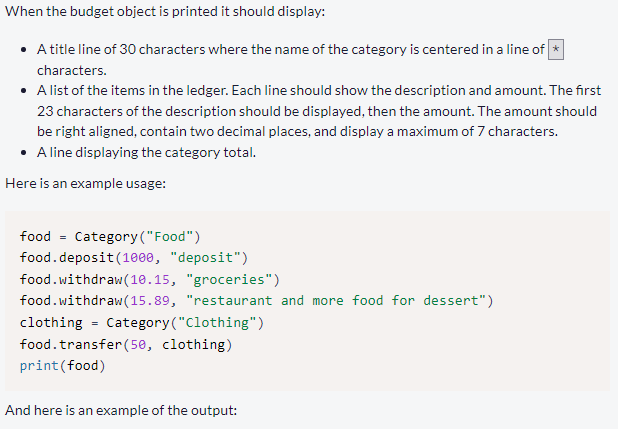 When the budget object is printed it should display:
• A title line of 30 characters where the name of the category is centered in a line of *
characters.
• A list of the items in the ledger. Each line should show the description and amount. The first
23 characters of the description should be displayed, then the amount. The amount should
be right aligned, contain two decimal places, and display a maximum of 7 characters.
• A line displaying the category total.
Here is an example usage:
food = Category("Food")
food.deposit(1000, "deposit")
food.withdraw(10.15, "groceries")
food.withdraw(15.89, "restaurant and more food for dessert")
clothing = Category("Clothing")
food.transfer(50, clothing)
print(food)
And here is an example of the output: